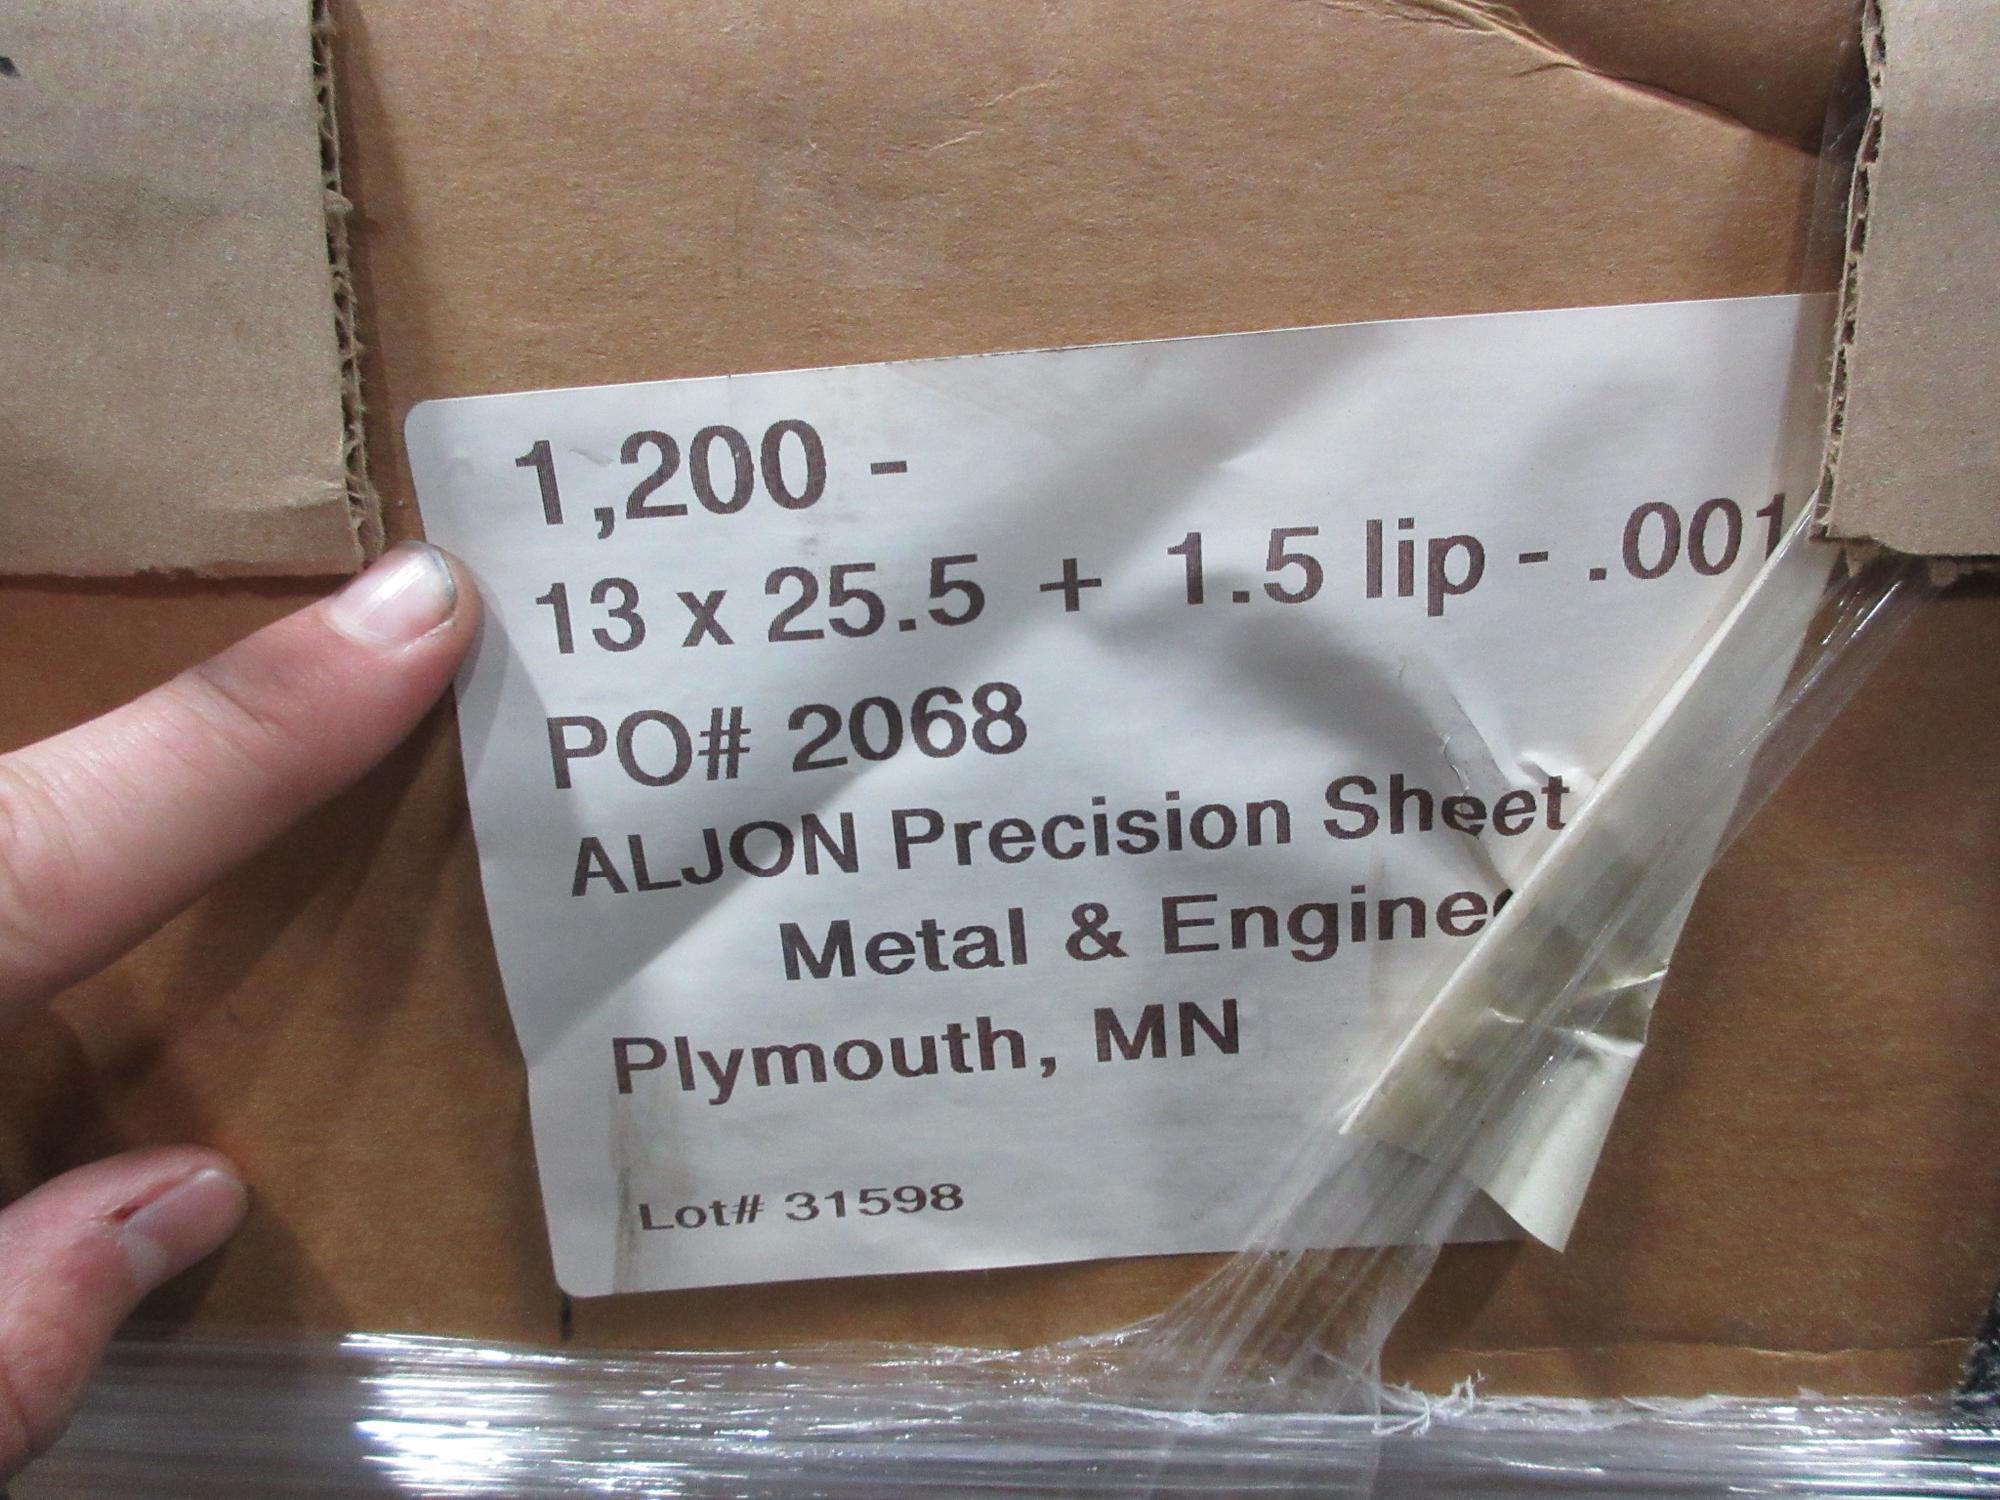 1,200 -
13 x 25.5 + 1.5 lip - .001
PO# 2068
ALJON Precision Sheet
Metal &
Plymouth, MN
Lot# 31598